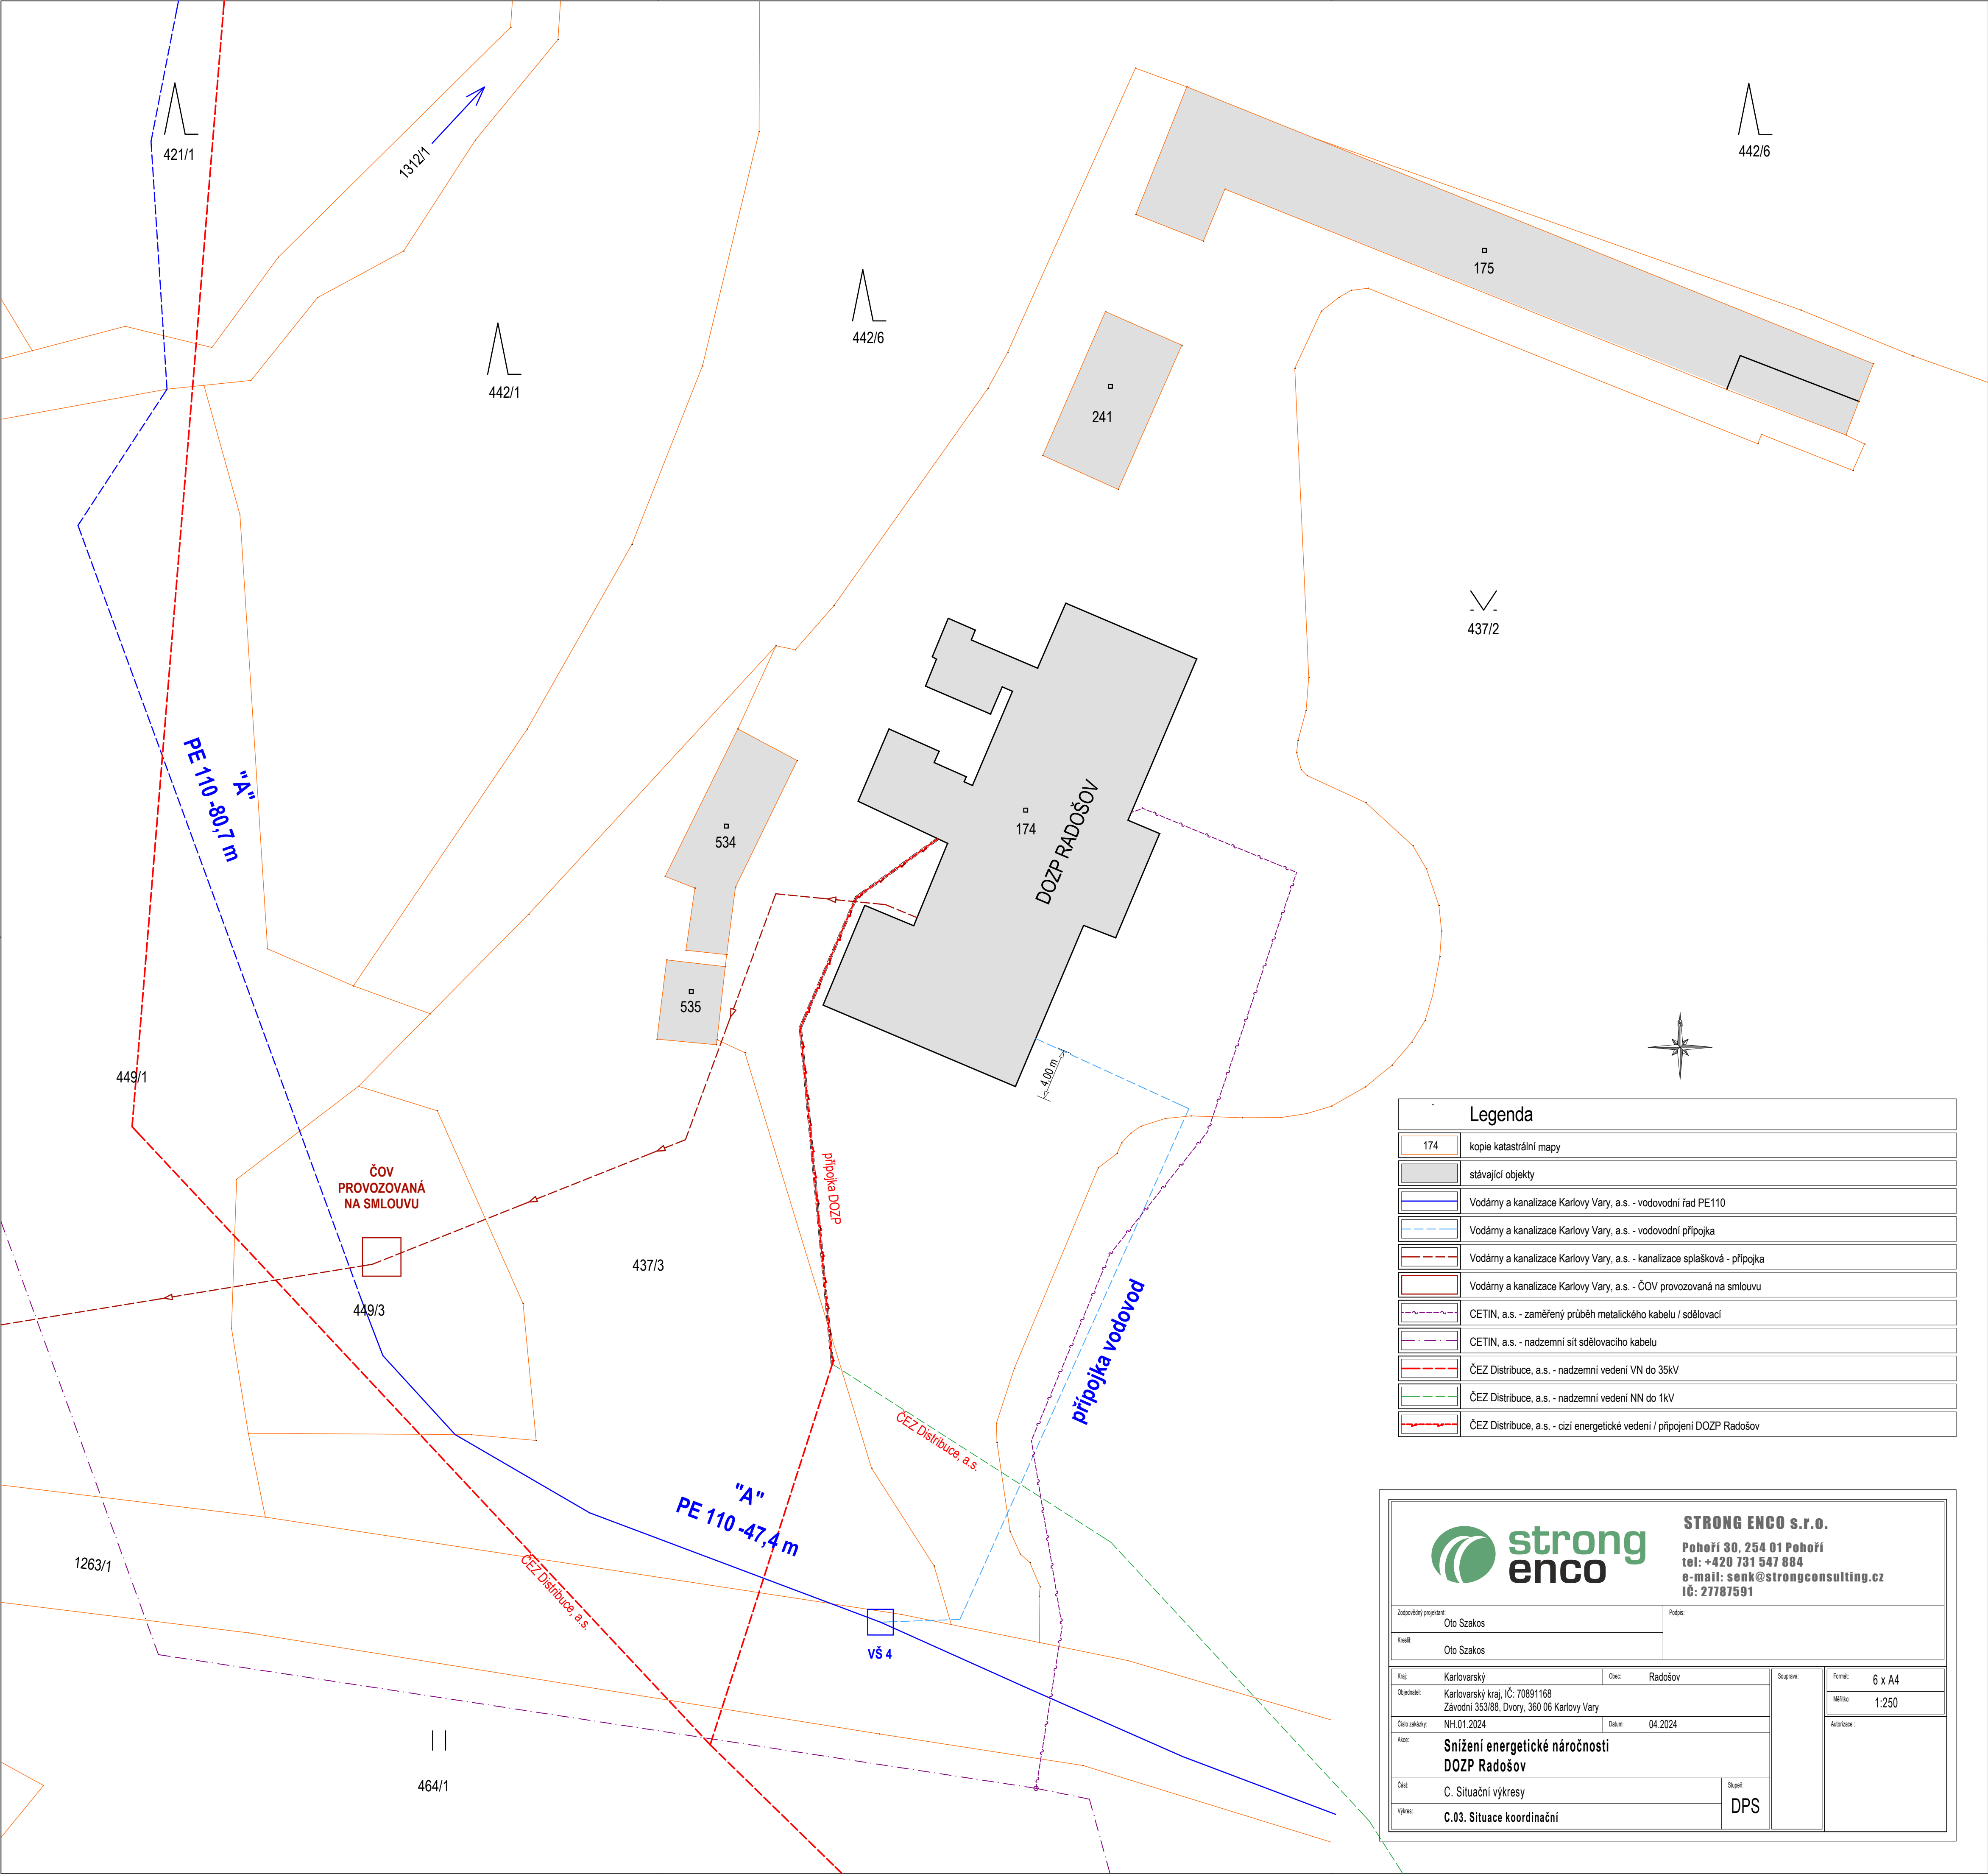 421/1
1312/1
442/6
442/1
442/6
175
241
437/2
"A"
PE 110 -80,7 m
534
174
DOZP RADOŠOV
535
4.00 m
449/1
ČOV
PROVOZOVANÁ
NA SMLOUVU
přípojka DOZP
437/3
449/3
přípojka vodovod
ČEZ Distribuce, a.s.
"A"
PE 110 -47,4 m
1263/1
ČEZ Distribuce, a.s.
VŠ 4
464/1
Legenda
174 kopie katastrální mapy
stávající objekty
Vodárny a kanalizace Karlovy Vary, a.s. - vodovodní řad PE110
Vodárny a kanalizace Karlovy Vary, a.s. - vodovodní přípojka
Vodárny a kanalizace Karlovy Vary, a.s. - kanalizace splašková - přípojka
Vodárny a kanalizace Karlovy Vary, a.s. - ČOV provozovaná na smlouvu
CETIN, a.s. - zaměřený průběh metalického kabelu / sdělovací
CETIN, a.s. - nadzemní sít sdělovacího kabelu
ČEZ Distribuce, a.s. - nadzemní vedení VN do 35kV
ČEZ Distribuce, a.s. - nadzemní vedení NN do 1kV
ČEZ Distribuce, a.s. - cizí energetické vedení / připojení DOZP Radošov
strong
enco
STRONG ENCO s.r.o.
Pohoří 30, 254 01 Pohoří
tel: +420 731 547 884
e-mail: senk@strongconsulting.cz
IČ: 27787591
Zodpovědný projektant:
Oto Szakos
Podpis:
Kreslil:
Oto Szakos
Kraj: Karlovarský
Obec: Radošov
Souprava:
Formát: 6 x A4
Objednatel: Karlovarský kraj, IČ: 70891168
Závodní 353/88, Dvory, 360 06 Karlovy Vary
Měřítko: 1:250
Číslo zakázky: NH.01.2024
Datum: 04.2024
Autorizace :
Akce: Snížení energetické náročnosti
DOZP Radošov
Část: C. Situační výkresy
Stupeň:
DPS
Výkres: C.03. Situace koordinační